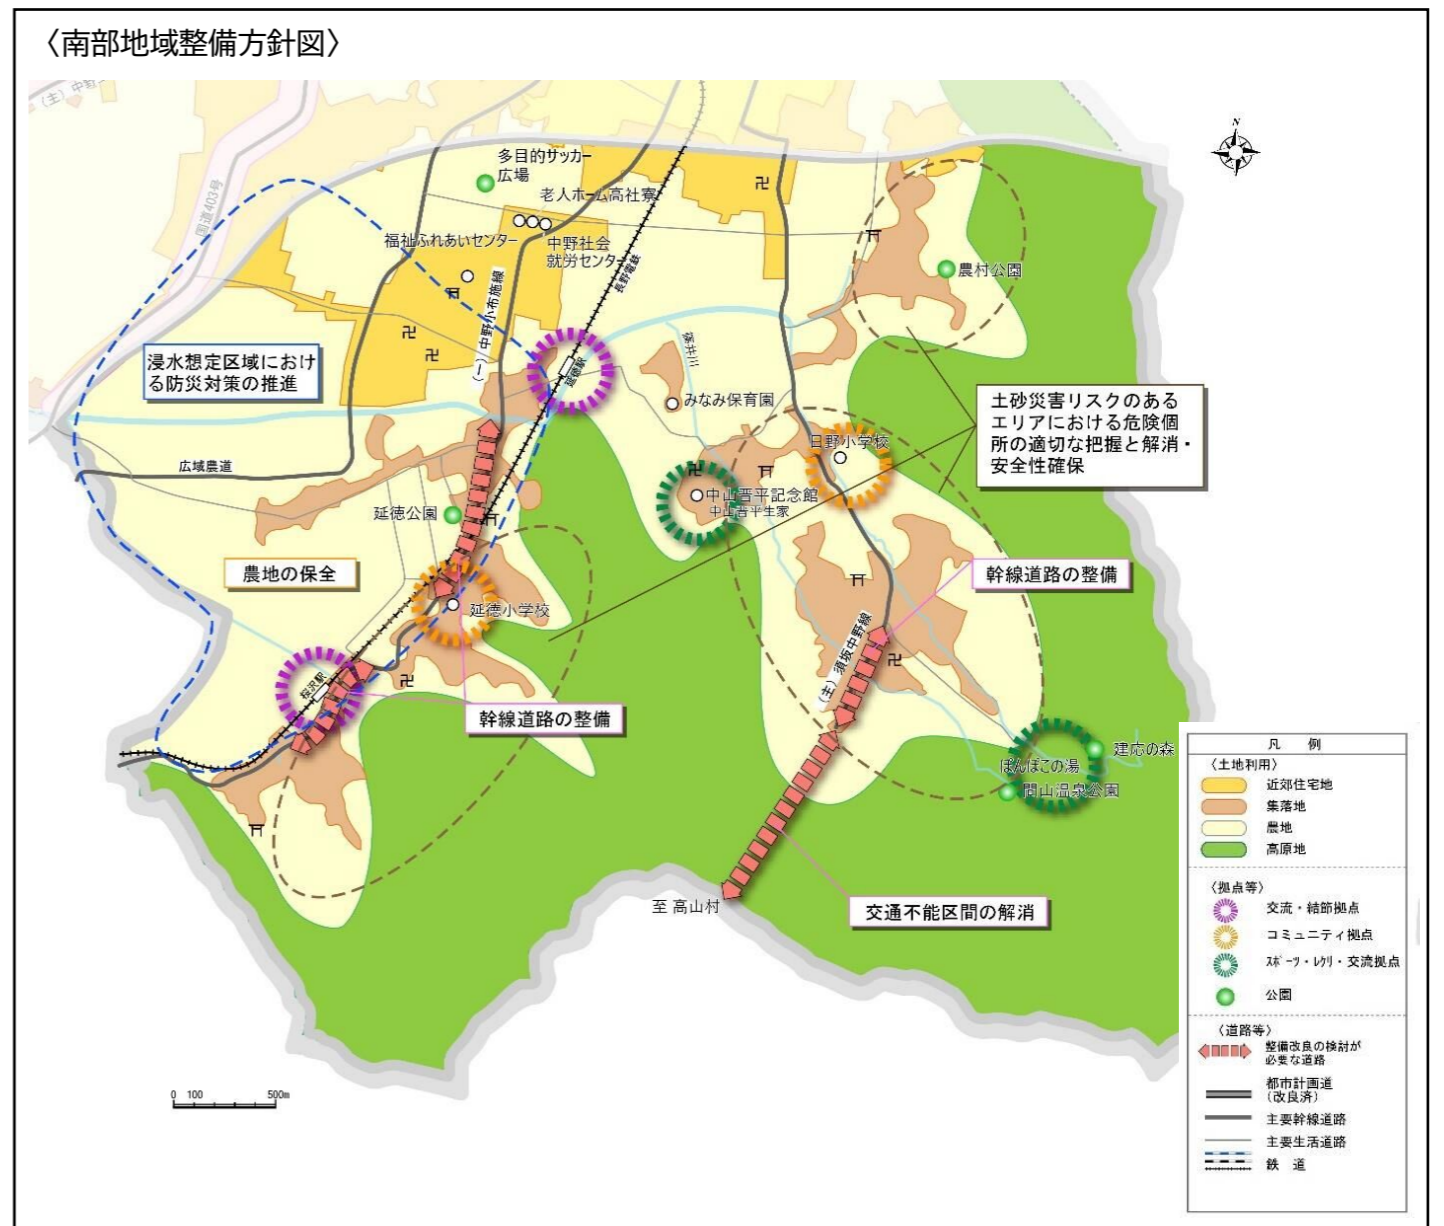 〈南部地域整備方針図〉
(主)中野
国道403号
N
多目的サッカー
広場
老人ホーム高社寮
福祉ふれあいセンター
中野社会
就労センター
長野電鉄
(一)中野小布施線
農村公園
浸水想定区域におけ
る防災対策の推進
延徳駅
篠井川
みなみ保育園
土砂災害リスクのある
エリアにおける危険個
所の適切な把握と解消・
安全性確保
日野小学校
広域農道
中山晋平記念館
中山晋平生家
延徳公園
農地の保全
幹線道路の整備
延徳小学校
(主)須坂中野線
桜沢駅
幹線道路の整備
建応の森
ぽんぽこの湯
間山温泉公園
至 高山村
交通不能区間の解消
0 100 500m
凡 例
〈土地利用〉
近郊住宅地
集落地
農地
高原地
〈拠点等〉
交流・結節拠点
コミュニティ拠点
ｽﾎﾟｰﾂ・ﾚｸﾘ・交流拠点
公園
〈道路等〉
整備改良の検討が
必要な道路
都市計画道
(改良済)
主要幹線道路
主要生活道路
鉄 道